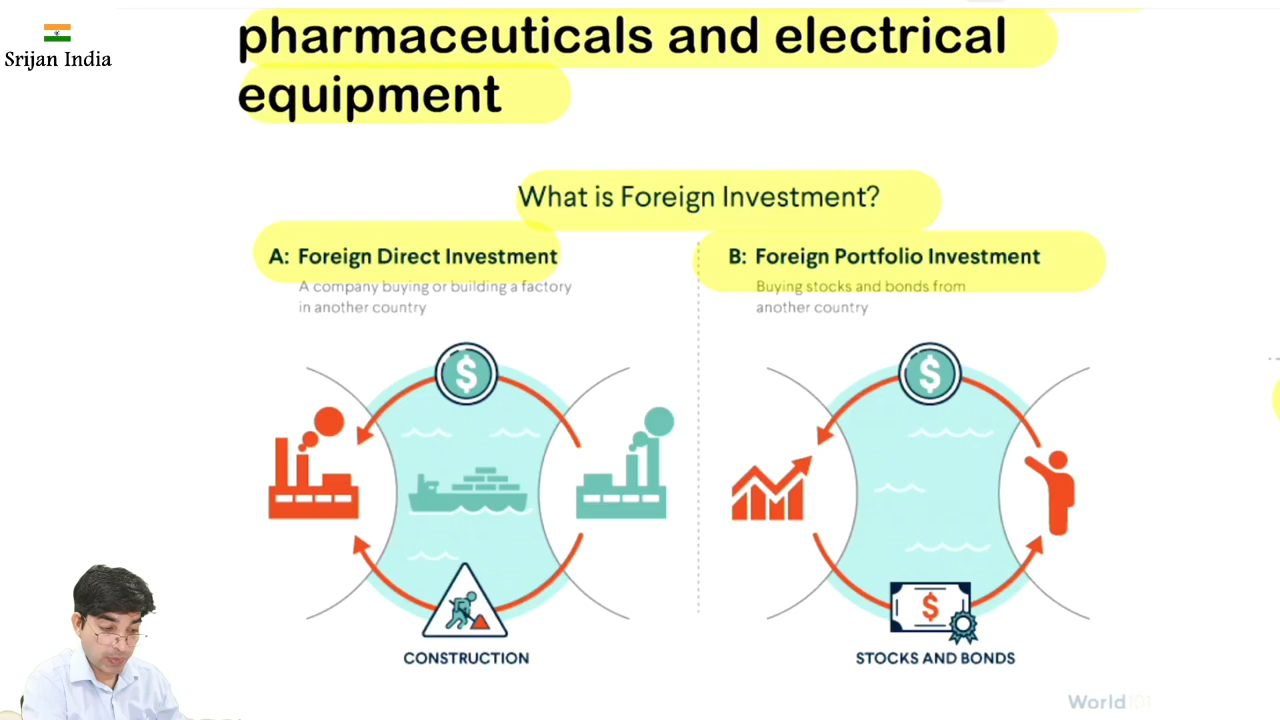 Srijan India
pharmaceuticals and electrical
equipment
What is Foreign Investment?
A: Foreign Direct Investment
A company buying or building a factory
in another country
B: Foreign Portfolio Investment
Buying stocks and bonds from
another country
$
$
$
CONSTRUCTION
STOCKS AND BONDS
World101